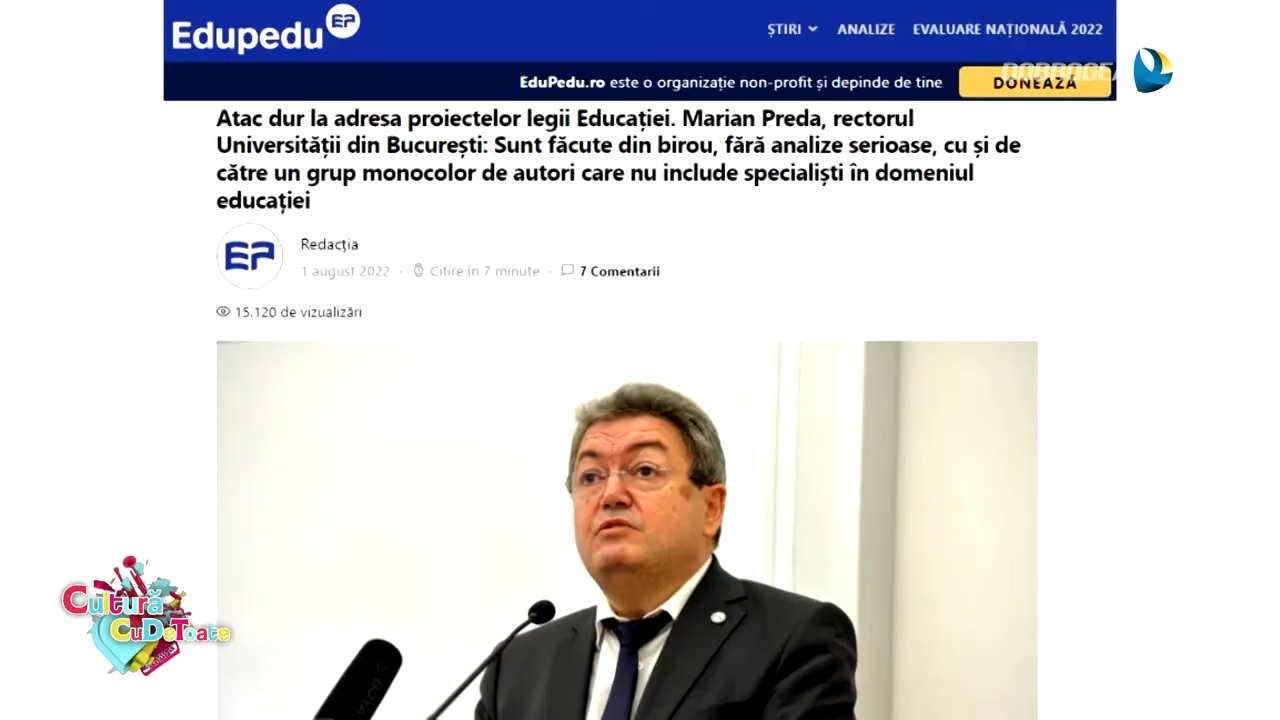 Edupedu EP
ȘTIRI ANALIZE EVALUARE NAȚIONALĂ 2022
EduPedu.ro este o organizație non-profit și depinde de tine
DONEAZĂ
Atac dur la adresa proiectelor legii Educației. Marian Preda, rectorul
Universității din București: Sunt făcute din birou, fără analize serioase, cu și de
către un grup monocolor de autori care nu include specialiști în domeniul
educației
EP
Redacția
1 august 2022 · Citire în 7 minute · 7 Comentarii
15.120 de vizualizări
Cultură
CuDeToate